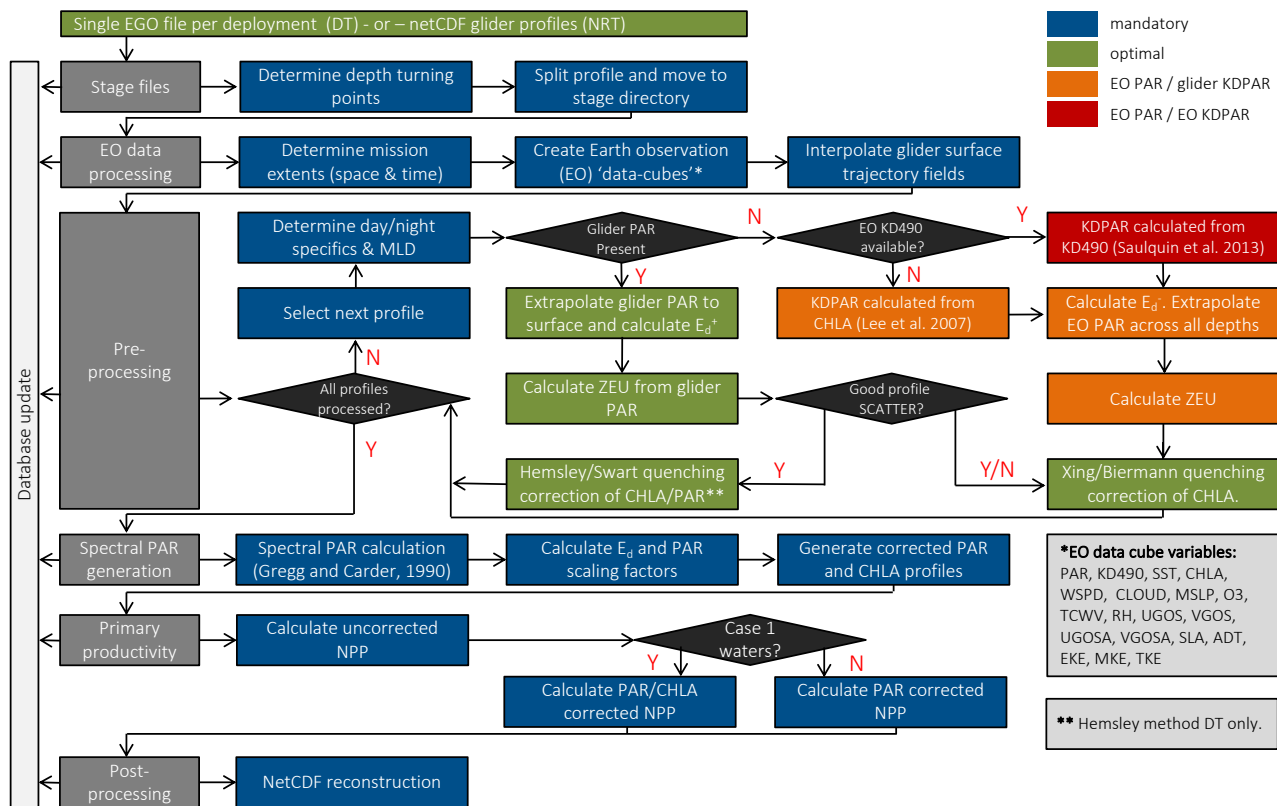 Single EGO file per deployment (DT) - or – netCDF glider profiles (NRT)
mandatory
optimal
EO PAR / glider KDPAR
EO PAR / EO KDPAR
Database update
Stage files
Determine depth turning
points
Split profile and move to
stage directory
EO data
processing
Determine mission
extents (space & time)
Create Earth observation
(EO) ‘data-cubes’*
Interpolate glider surface
trajectory fields
Pre-
processing
Determine day/night
specifics & MLD
Glider PAR
Present
N
EO KD490
available?
Y
KDPAR calculated
from KD490 (Saulquin et al. 2013)
Y
N
Select next profile
Extrapolate glider PAR to
surface and calculate Ed+
KDPAR calculated from
CHLA (Lee et al. 2007)
Calculate Ed-. Extrapolate
EO PAR across all depths
N
All profiles
processed?
Calculate ZEU from glider
PAR
Good profile
SCATTER?
Calculate ZEU
Y
Hemsley/Swart quenching
correction of CHLA/PAR**
Y
Y/N
Xing/Biermann quenching
correction of CHLA.
Spectral PAR
generation
Spectral PAR calculation
(Gregg and Carder, 1990)
Calculate Ed and PAR
scaling factors
Generate corrected PAR
and CHLA profiles
Primary
productivity
Calculate uncorrected
NPP
Case 1
waters?
Y
N
Calculate PAR/CHLA
corrected NPP
Calculate PAR corrected
NPP
Post-
processing
NetCDF reconstruction
*EO data cube variables:
PAR, KD490, SST, CHLA,
WSPD, CLOUD, MSLP, O3,
TCWV, RH, UGOS, VGOS,
UGOSA, VGOSA, SLA, ADT,
EKE, MKE, TKE
** Hemsley method DT only.